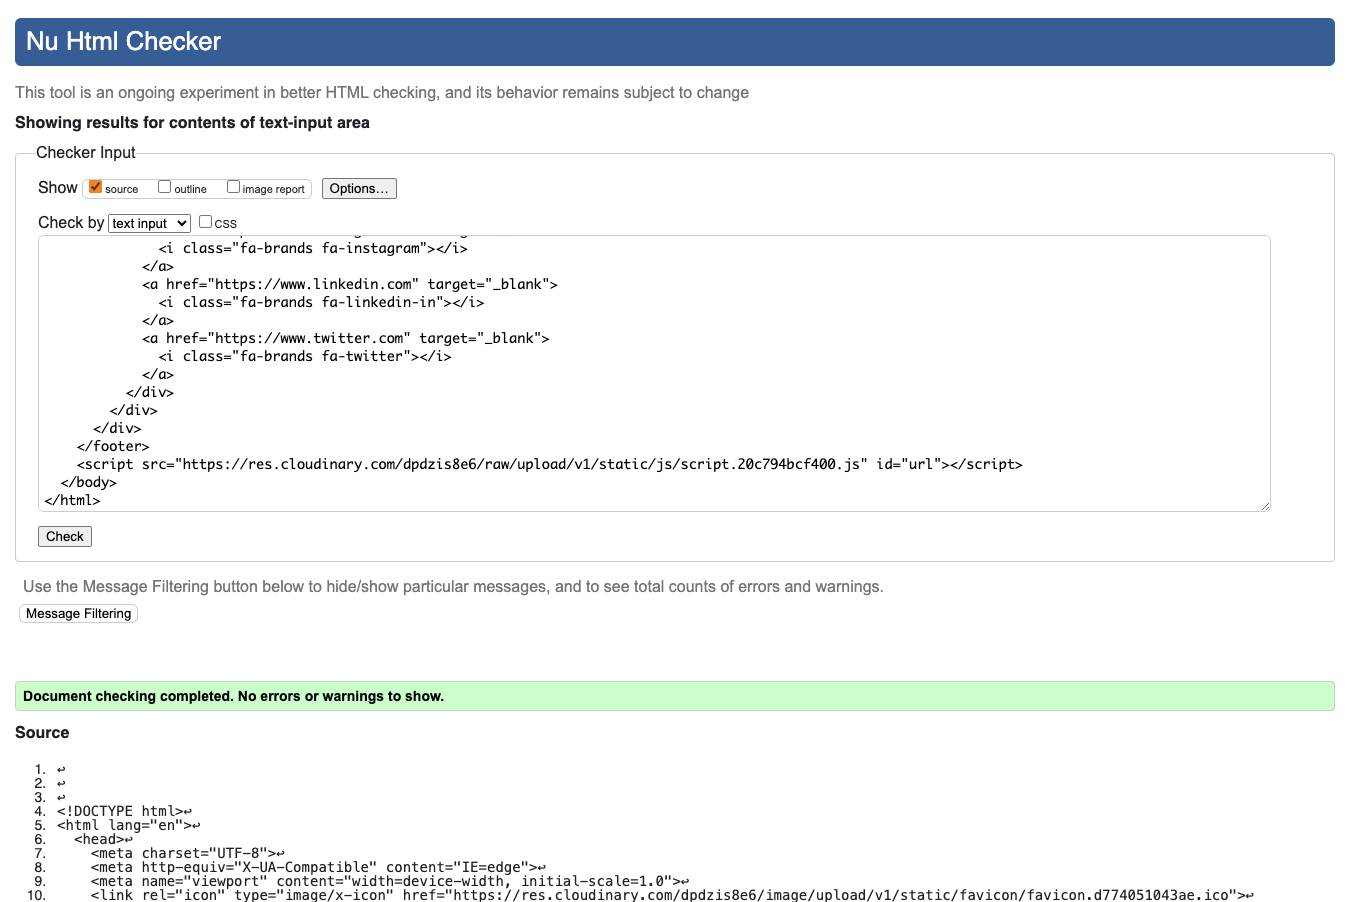 Nu Html Checker
This tool is an ongoing experiment in better HTML checking, and its behavior remains subject to change
Showing results for contents of text-input area
Checker Input
Show source outline image report Options...
Check by text input CSS
<i class="fa-brands fa-instagram"></i>
</a>
<a href="https://www.linkedin.com" target="_blank">
<i class="fa-brands fa-linkedin-in"></i>
</a>
<a href="https://www.twitter.com" target="_blank">
<i class="fa-brands fa-twitter"></i>
</a>
</div>
</div>
</div>
</footer>
<script src="https://res.cloudinary.com/dpdzis8e6/raw/upload/v1/static/js/script.20c794bcf400.js" id="url"></script>
</body>
</html>
Check
Use the Message Filtering button below to hide/show particular messages, and to see total counts of errors and warnings.
Message Filtering
Document checking completed. No errors or warnings to show.
Source
1. ↩
2. ↩
3. ↩
4. <!DOCTYPE html>↩
5. <html lang="en">↩
6. <head>↩
7. <meta charset="UTF-8">↩
8. <meta http-equiv="X-UA-Compatible" content="IE=edge">↩
9. <meta name="viewport" content="width=device-width, initial-scale=1.0">↩
10. <link rel="icon" type="image/x-icon" href="https://res.cloudinary.com/dpdzis8e6/image/upload/v1/static/favicon/favicon.d774051043ae.ico">↩